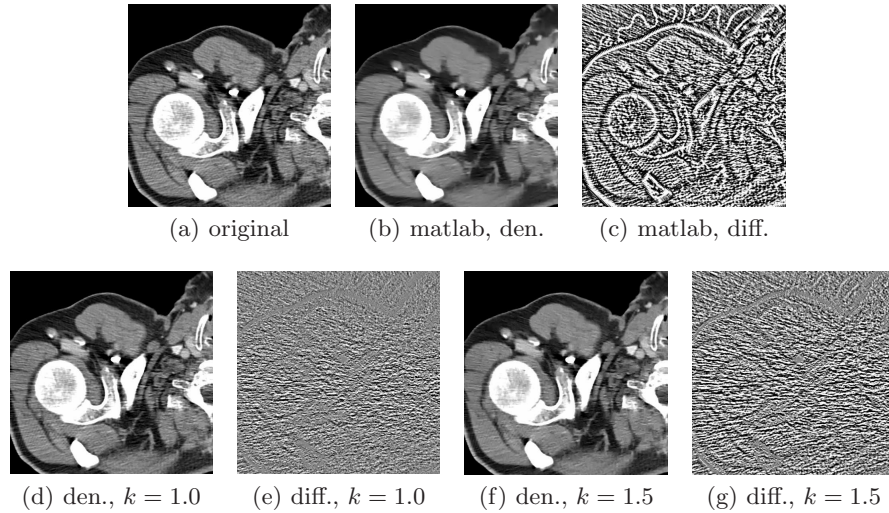 (a) original
(b) matlab, den.
(c) matlab, diff.
(d) den., k = 1.0
(e) diff., k = 1.0
(f) den., k = 1.5
(g) diff., k = 1.5